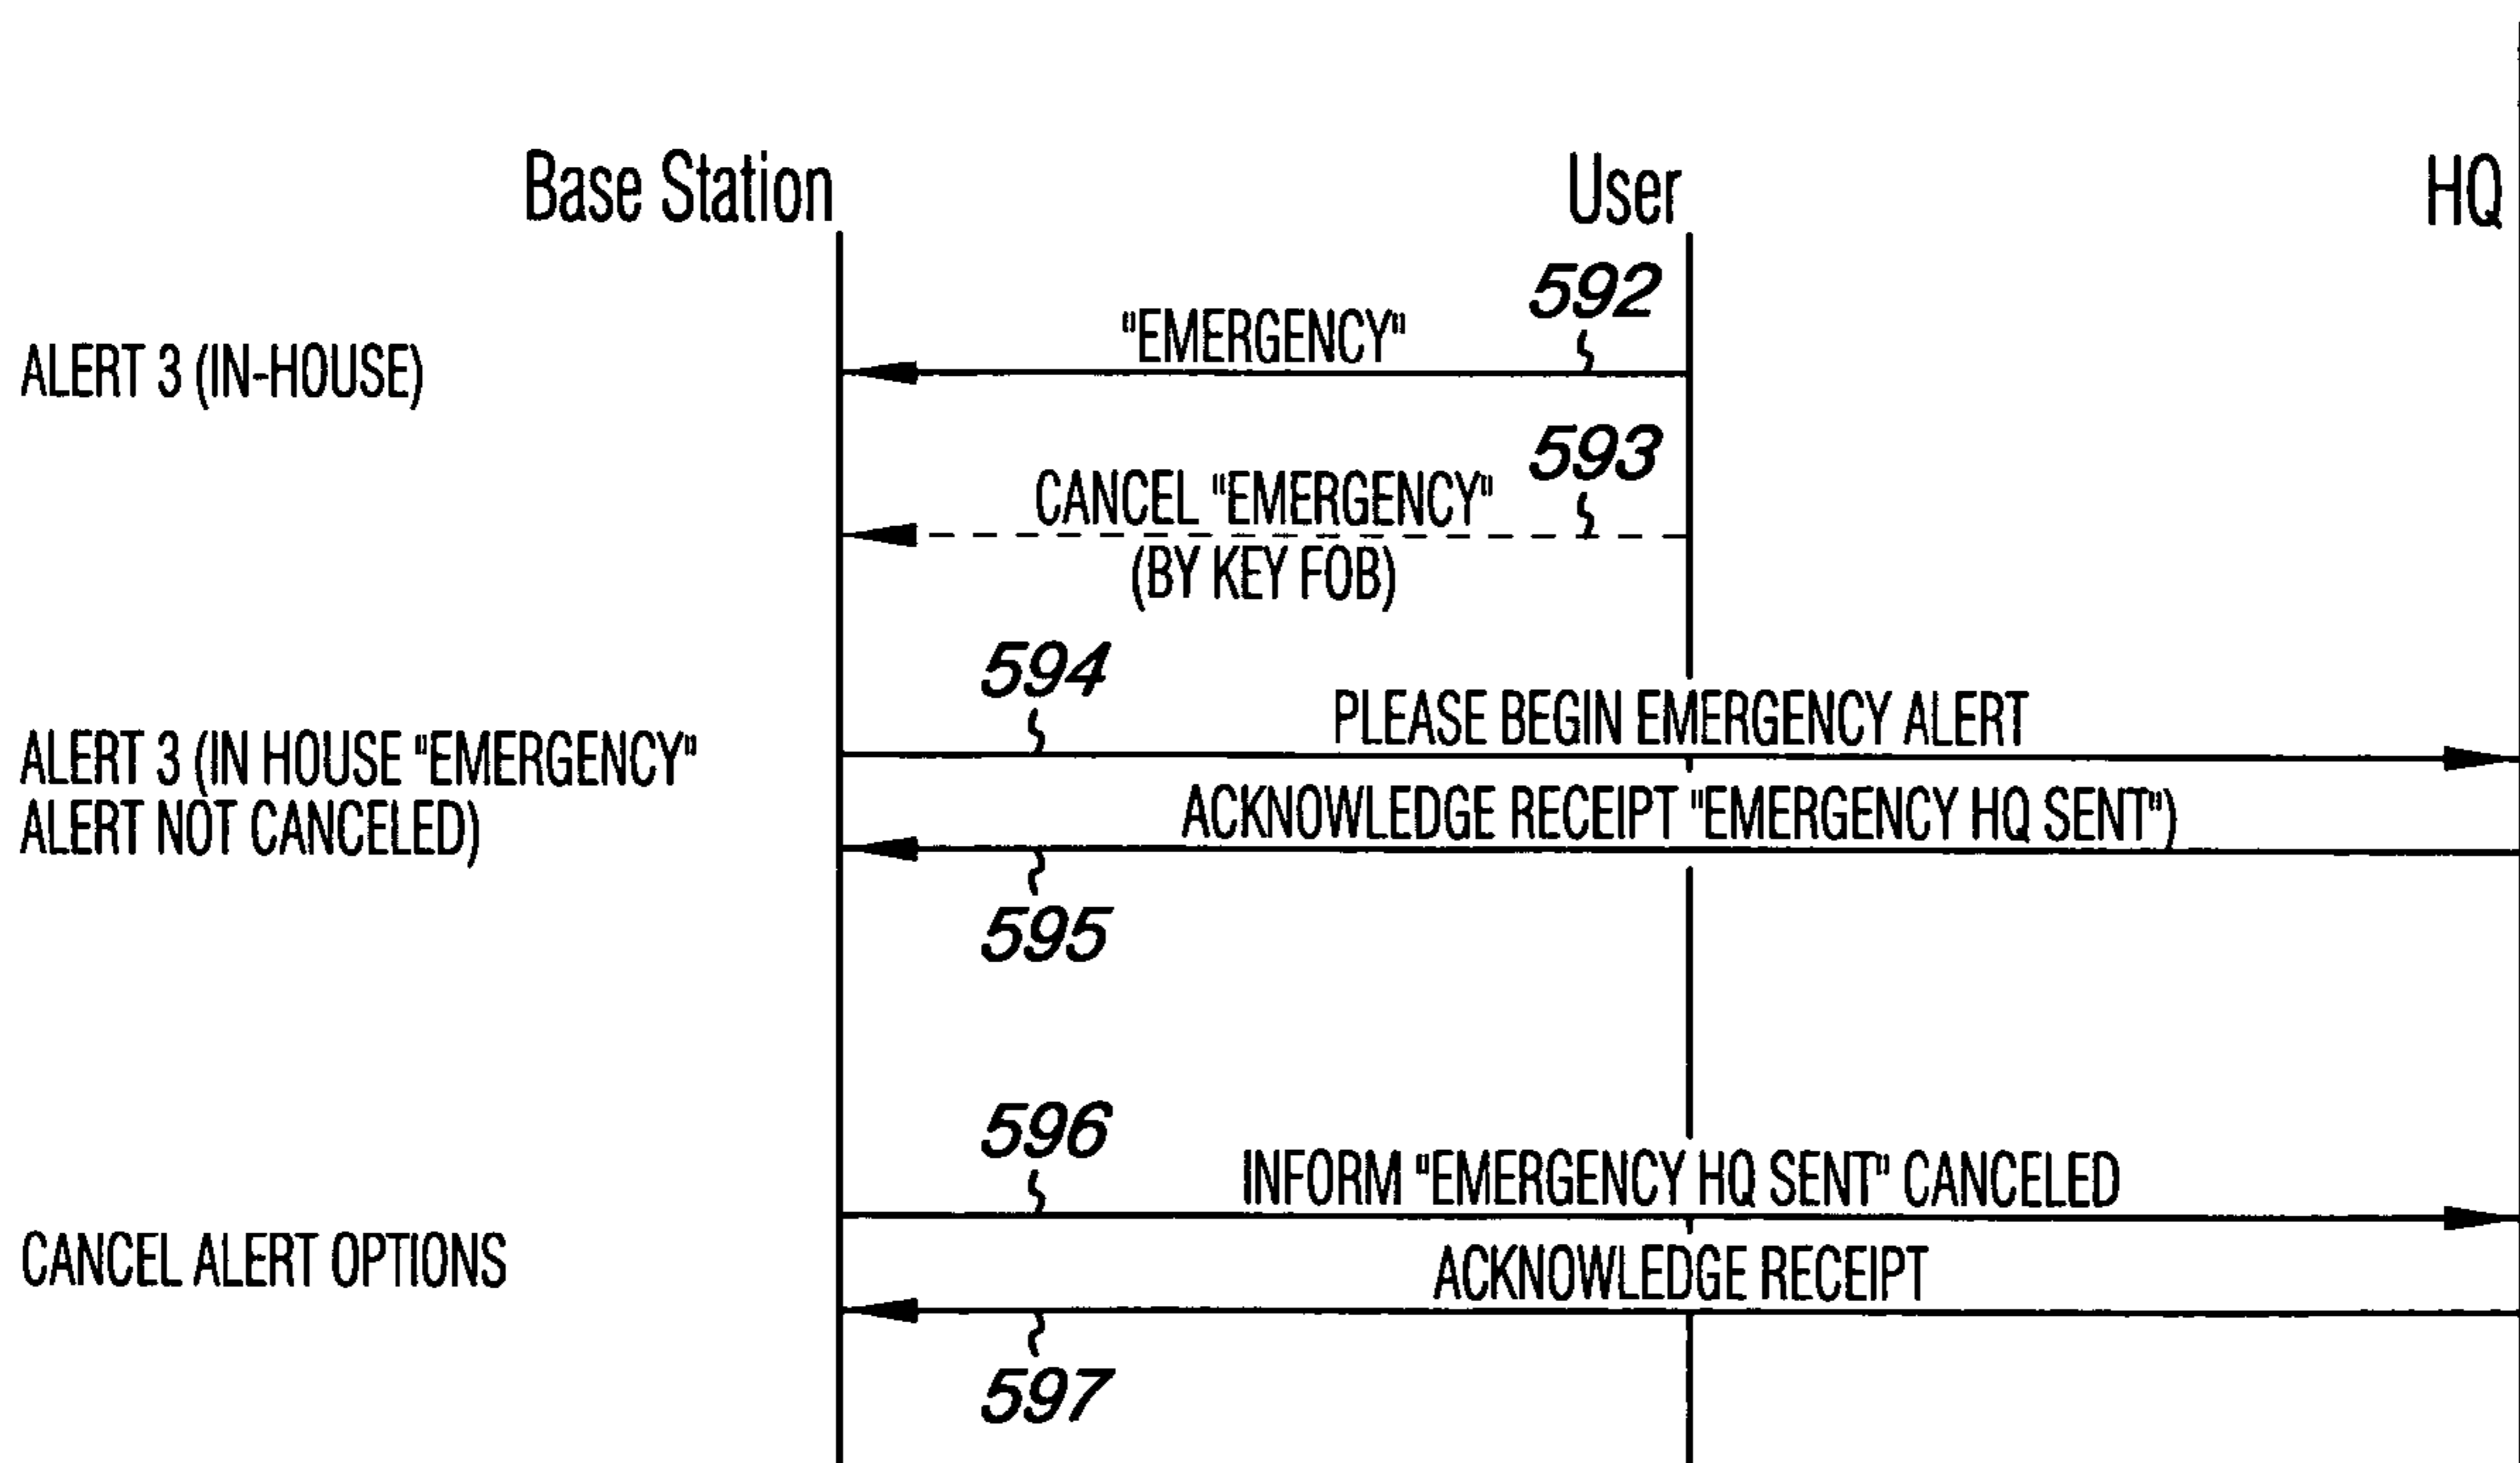 Base Station
User
HQ
592
"EMERGENCY"
ALERT 3 (IN-HOUSE)
593
CANCEL "EMERGENCY"
(BY KEY FOB)
594
PLEASE BEGIN EMERGENCY ALERT
ALERT 3 (IN HOUSE "EMERGENCY"
ALERT NOT CANCELED)
ACKNOWLEDGE RECEIPT "EMERGENCY HQ SENT")
595
596
INFORM "EMERGENCY HQ SENT" CANCELED
CANCEL ALERT OPTIONS
ACKNOWLEDGE RECEIPT
597